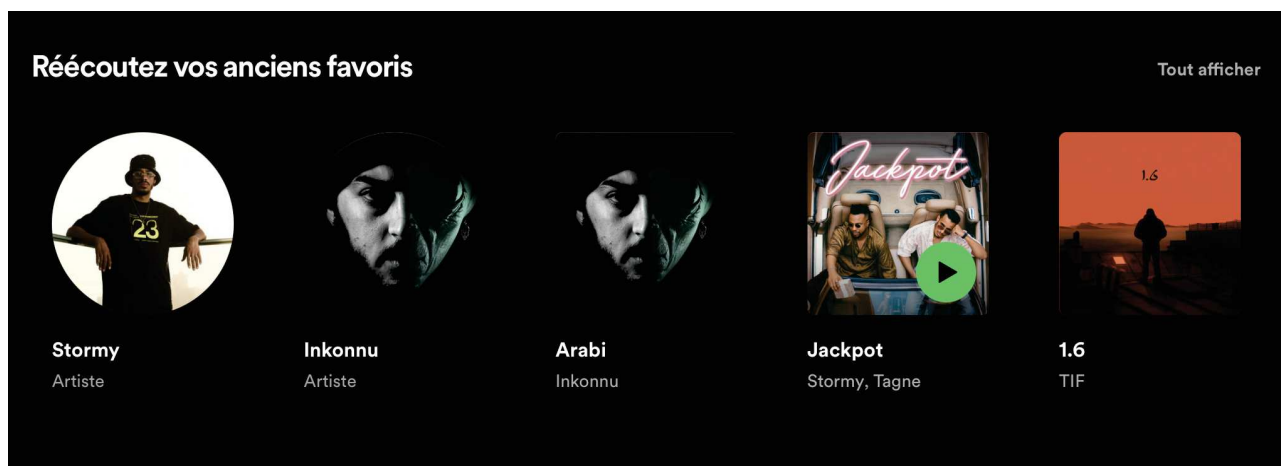 Réécoutez vos anciens favoris
Tout afficher
23
Jackpot
1.6
Stormy
Artiste
Inkonnu
Artiste
Arabi
Inkonnu
Jackpot
Stormy, Tagne
1.6
TIF